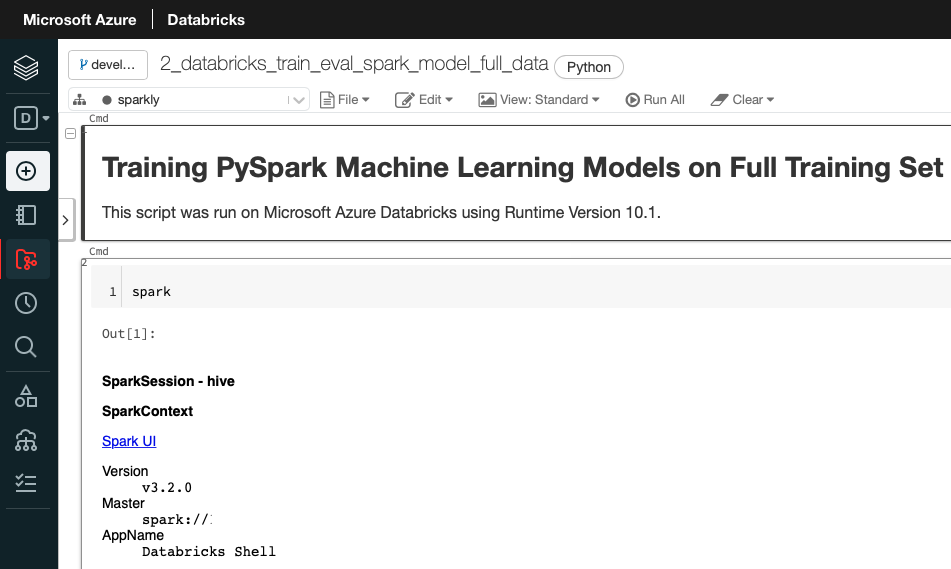 Microsoft Azure Databricks
devel... 2_databricks_train_eval_spark_model_full_data Python
sparkly File Edit View: Standard Run All Clear
D
Cmd
Training PySpark Machine Learning Models on Full Training Set
This script was run on Microsoft Azure Databricks using Runtime Version 10.1.
Cmd
2
1 spark
Out[1]:
SparkSession - hive
SparkContext
Spark UI
Version
v3.2.0
Master
spark://
AppName
Databricks Shell